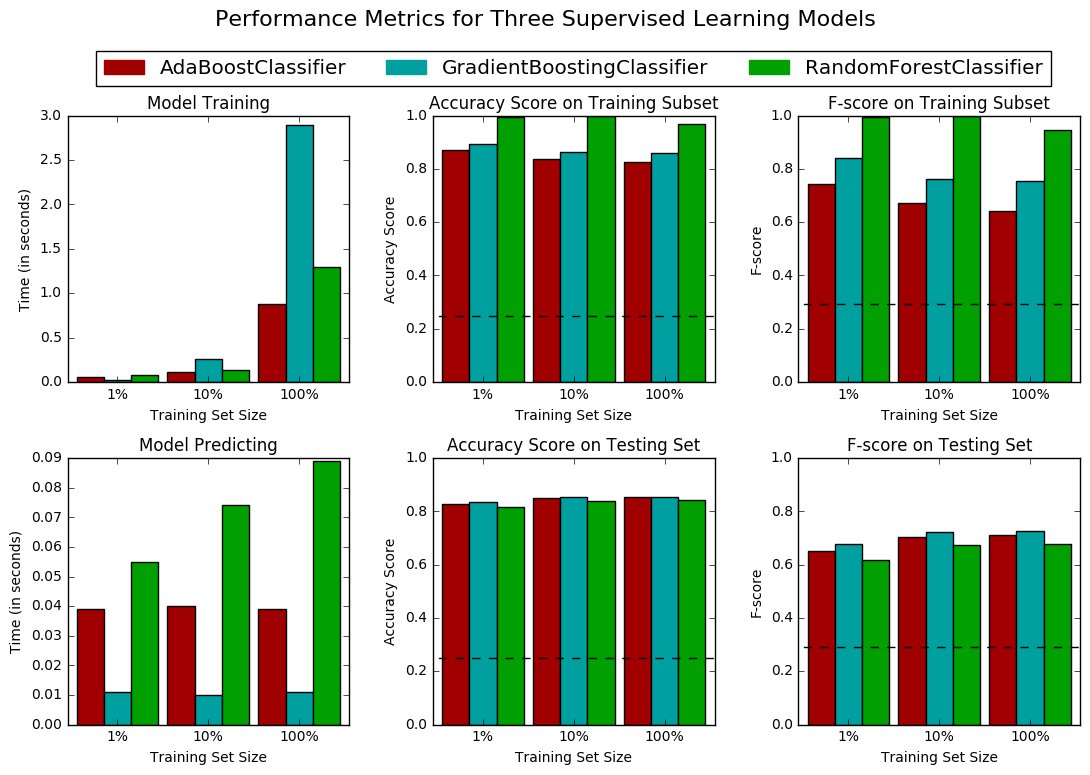 Performance Metrics for Three Supervised Learning Models
AdaBoostClassifier GradientBoostingClassifier RandomForestClassifier
Model Training
3.0
2.5
2.0
1.5
1.0
0.5
0.0
Time (in seconds)
1% 10% 100%
Training Set Size
Accuracy Score on Training Subset
1.0
0.8
0.6
0.4
0.2
0.0
Accuracy Score
1% 10% 100%
Training Set Size
F-score on Training Subset
1.0
0.8
0.6
0.4
0.2
0.0
F-score
1% 10% 100%
Training Set Size
Model Predicting
0.09
0.08
0.07
0.06
0.05
0.04
0.03
0.02
0.01
0.00
Time (in seconds)
1% 10% 100%
Training Set Size
Accuracy Score on Testing Set
1.0
0.8
0.6
0.4
0.2
0.0
Accuracy Score
1% 10% 100%
Training Set Size
F-score on Testing Set
1.0
0.8
0.6
0.4
0.2
0.0
F-score
1% 10% 100%
Training Set Size